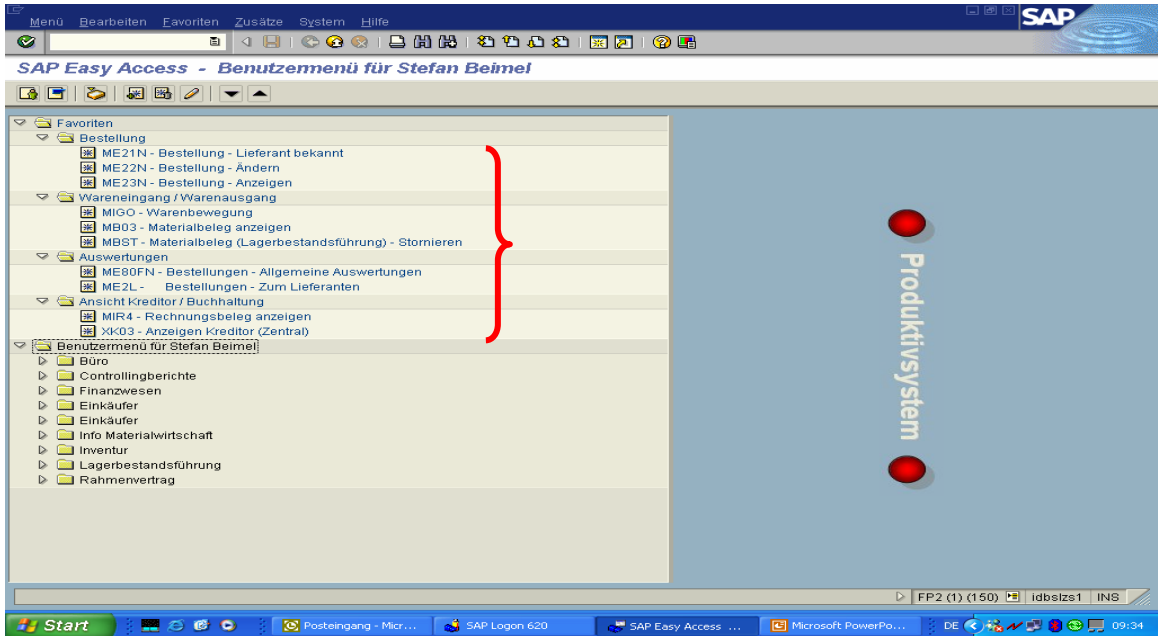 Menü Bearbeiten Favoriten Zusätze System Hilfe
SAP
SAP Easy Access - Benutzermenü für Stefan Beimel
Favoriten
Bestellung
ME21N - Bestellung - Lieferant bekannt
ME22N - Bestellung - Ändern
ME23N - Bestellung - Anzeigen
Wareneingang / Warenausgang
MIGO - Warenbewegung
MB03 - Materialbeleg anzeigen
MBST - Materialbeleg (Lagerbestandsführung) - Stornieren
Auswertungen
ME80FN - Bestellungen - Allgemeine Auswertungen
ME2L - Bestellungen - Zum Lieferanten
Ansicht Kreditor / Buchhaltung
MIR4 - Rechnungsbeleg anzeigen
XK03 - Anzeigen Kreditor (Zentral)
Benutzermenü für Stefan Beimel
Büro
Controllingberichte
Finanzwesen
Einkäufer
Einkäufer
Info Materialwirtschaft
Inventur
Lagerbestandsführung
Rahmenvertrag
Produktivsystem
FP2 (1) (150) idbslzs1 INS
Start Posteingang - Micr... SAP Logon 620 SAP Easy Access ... Microsoft PowerPo... DE 09:34